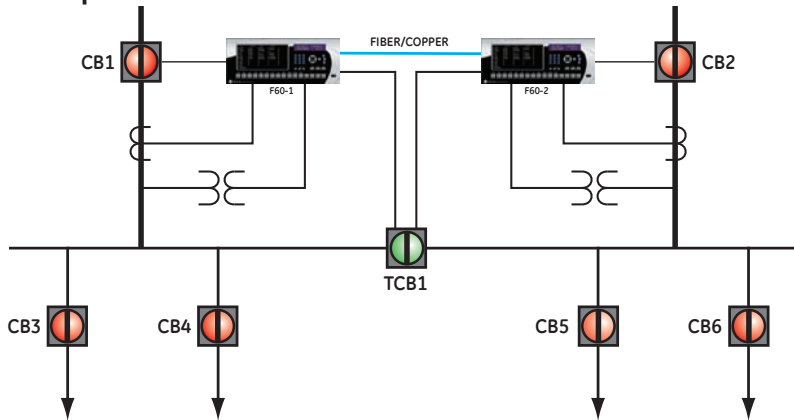 FIBER/COPPER
CB1
CB2
F60-1
F60-2
TCB1
CB3
CB4
CB5
CB6